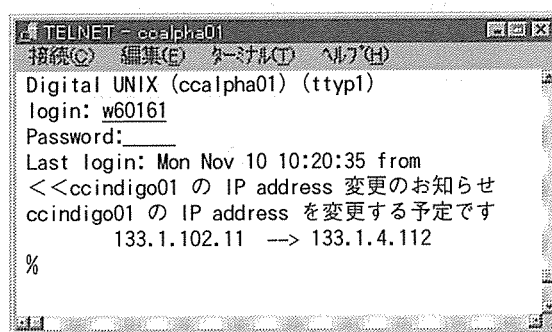 TELNET - ccalpha01
接続(C) 編集(E) ターミナル(T) ヘルプ(H)
Digital UNIX (ccalpha01) (ttyp1)
login: w60161
Password:
Last login: Mon Nov 10 10:20:35 from
<<ccindigo01 の IP address 変更のお知らせ
ccindigo01 の IP address を変更する予定です
133.1.102.11 --> 133.1.4.112
%